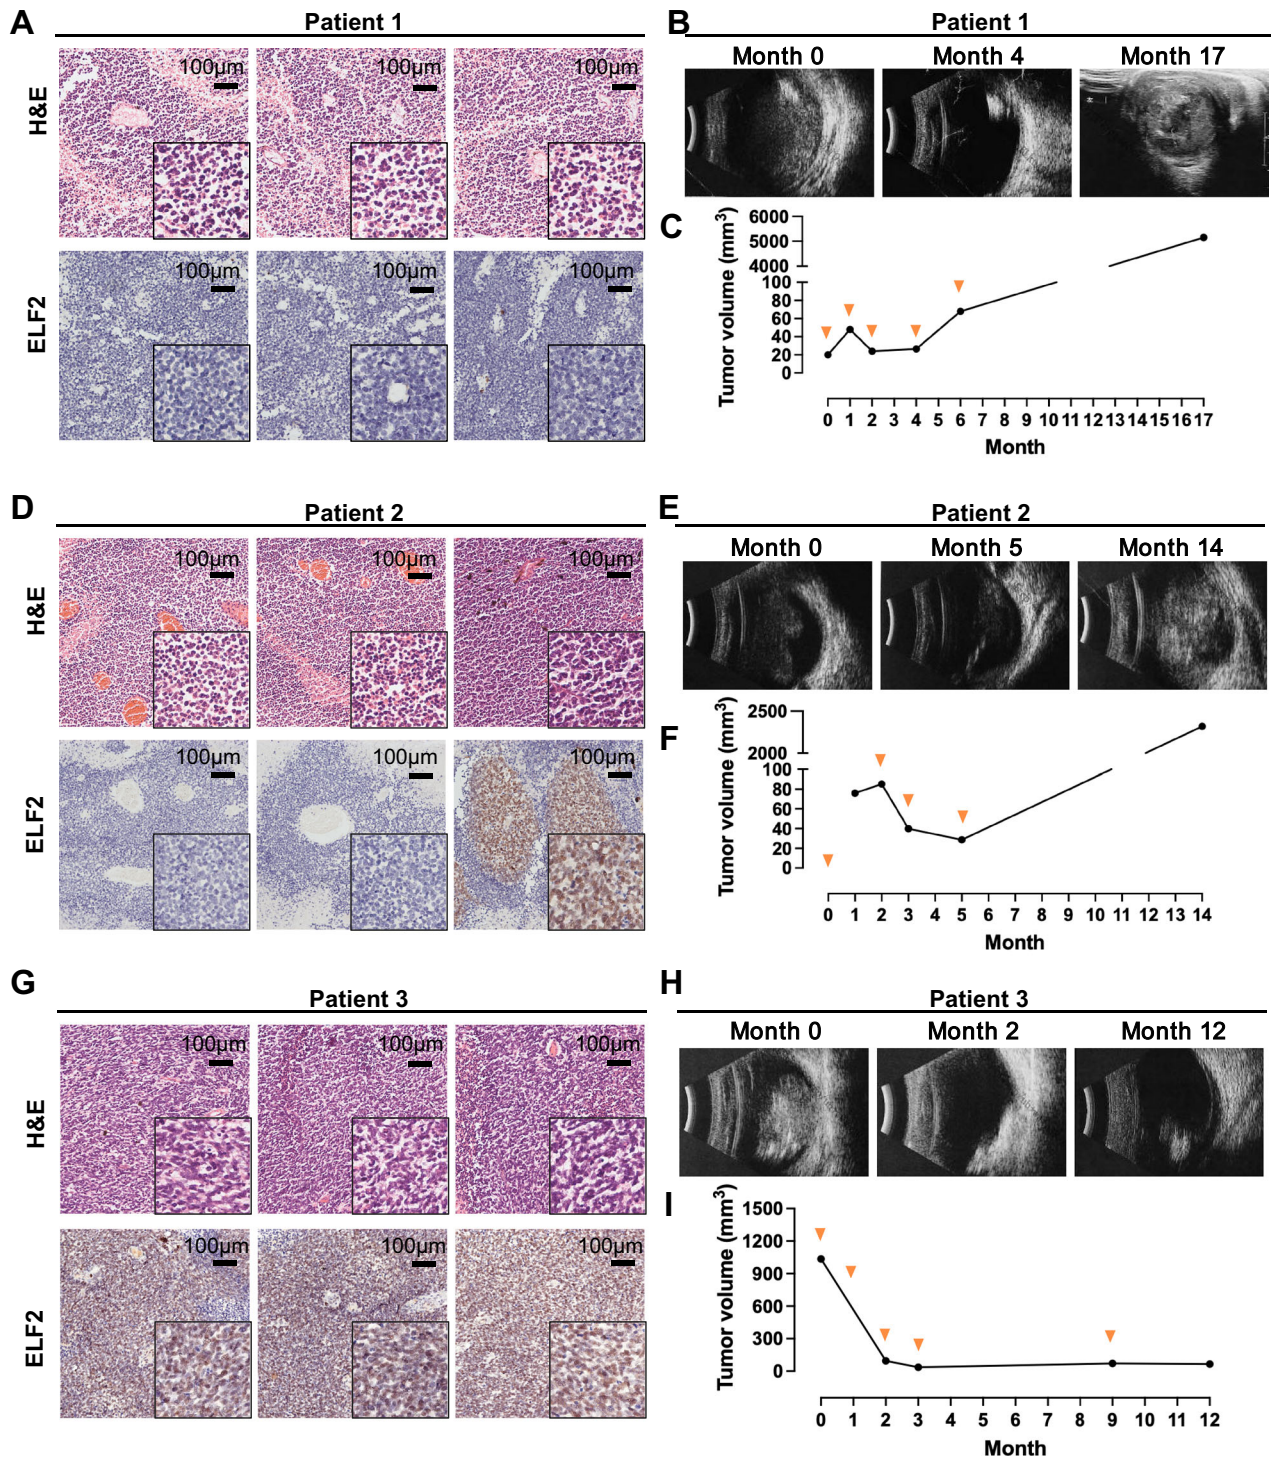 A
Patient 1
H&E
100µm
100µm
100µm
ELF2
100µm
100µm
100µm
B
Patient 1
Month 0
Month 4
Month 17
C
Tumor volume (mm³)
6000
5000
4000
100
80
60
40
20
0
0 1 2 3 4 5 6 7 8 9 10 11 12 13 14 15 16 17
Month
D
Patient 2
H&E
100µm
100µm
100µm
ELF2
100µm
100µm
100µm
E
Patient 2
Month 0
Month 5
Month 14
F
Tumor volume (mm³)
2500
2000
100
80
60
40
20
0
0 1 2 3 4 5 6 7 8 9 10 11 12 13 14
Month
G
Patient 3
H&E
100µm
100µm
100µm
ELF2
100µm
100µm
100µm
H
Patient 3
Month 0
Month 2
Month 12
I
Tumor volume (mm³)
1500
1200
900
600
300
0
0 1 2 3 4 5 6 7 8 9 10 11 12
Month